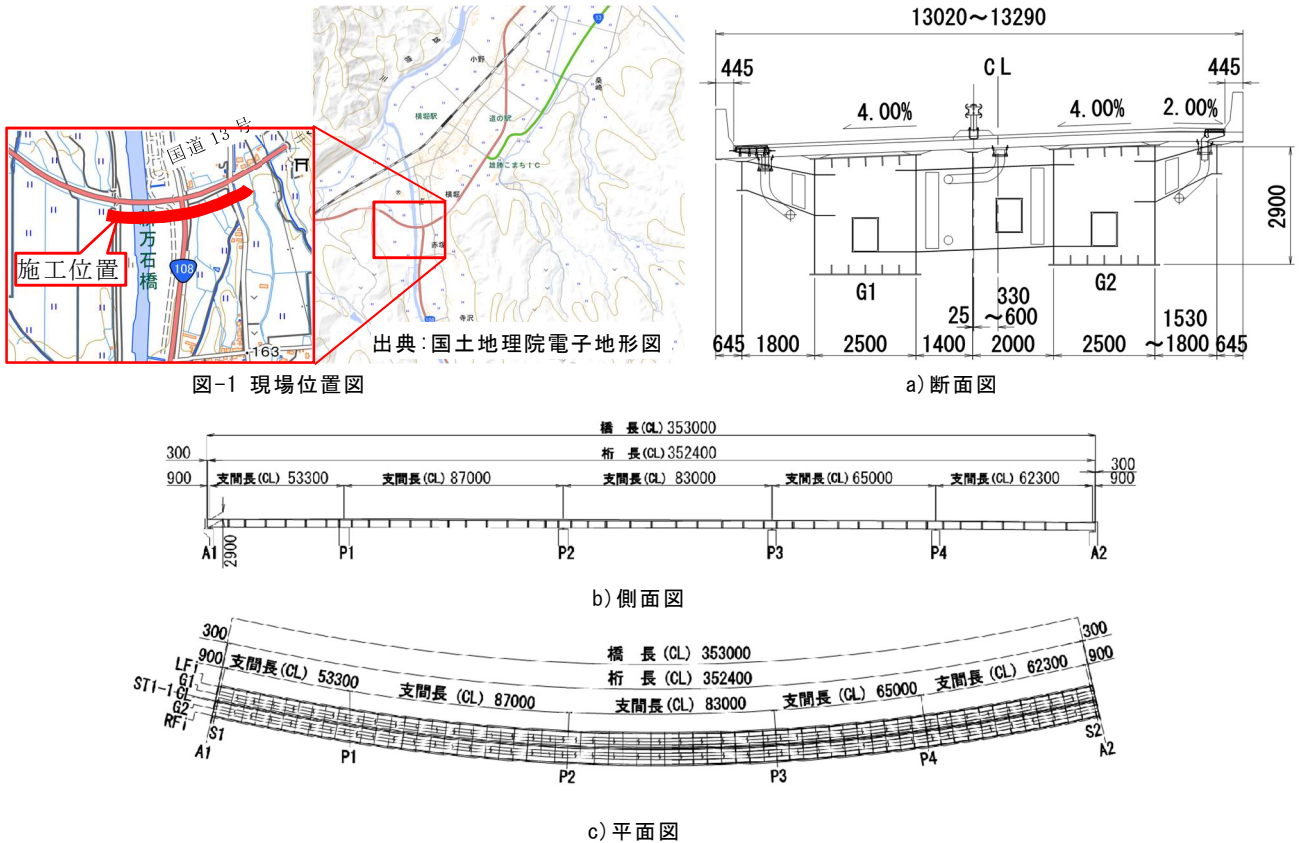 国道13号
施工位置
新万石橋
108
163
13
小野
桑崎
横堀駅
道の駅
雄勝こまちIC
横堀
赤塚
寺沢
出典:国土地理院電子地形図
図-1 現場位置図
13020～13290
445
CL
445
4.00%
4.00%
2.00%
2900
G1
G2
330
25
～600
1530
645
1800
2500
1400
2000
2500
～1800
645
a)断面図
橋 長(CL)353000
300
桁 長(CL)352400
300
900
支間長(CL) 53300
支間長(CL) 87000
支間長(CL) 83000
支間長(CL) 65000
支間長(CL) 62300
900
A1
2900
P1
P2
P3
P4
A2
b)側面図
300
橋 長(CL) 353000
300
900
桁 長(CL) 352400
900
支間長(CL) 53300
支間長(CL) 87000
支間長(CL) 83000
支間長(CL) 65000
支間長(CL) 62300
G1
ST1-1
CL
G2
S1
A1
P1
P2
P3
P4
S2
A2
c)平面図